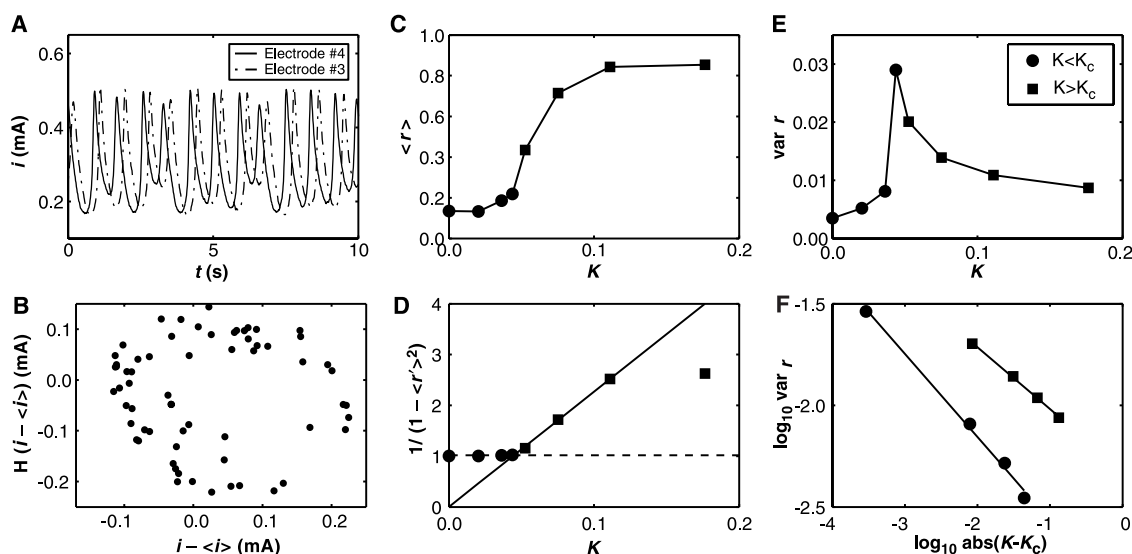 A
0.6
0.4
0.2
i (mA)
0
5
10
t (s)
Electrode #4
Electrode #3
B
0.1
0.0
-0.1
-0.2
H (i – <i>) (mA)
-0.1
0.0
0.1
0.2
i – <i> (mA)
C
1.0
0.8
0.6
0.3
0.2
0.0
< r >
0.0
0.1
0.2
K
D
4
3
2
1
0
1/ (1 – <r'>²)
0.0
0.1
0.2
K
E
0.03
0.02
0.01
0.00
var r
0.0
0.1
0.2
K
K<Kc
K>Kc
F
-1.5
-2.0
-2.5
log10 var r
-4
-3
-2
-1
0
log10 abs(K-Kc)